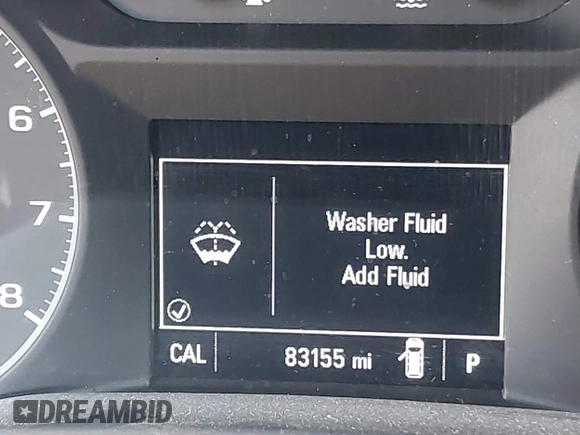 6
7
8
Washer Fluid
Low.
Add Fluid
CAL 83155 mi P
DREAMBID